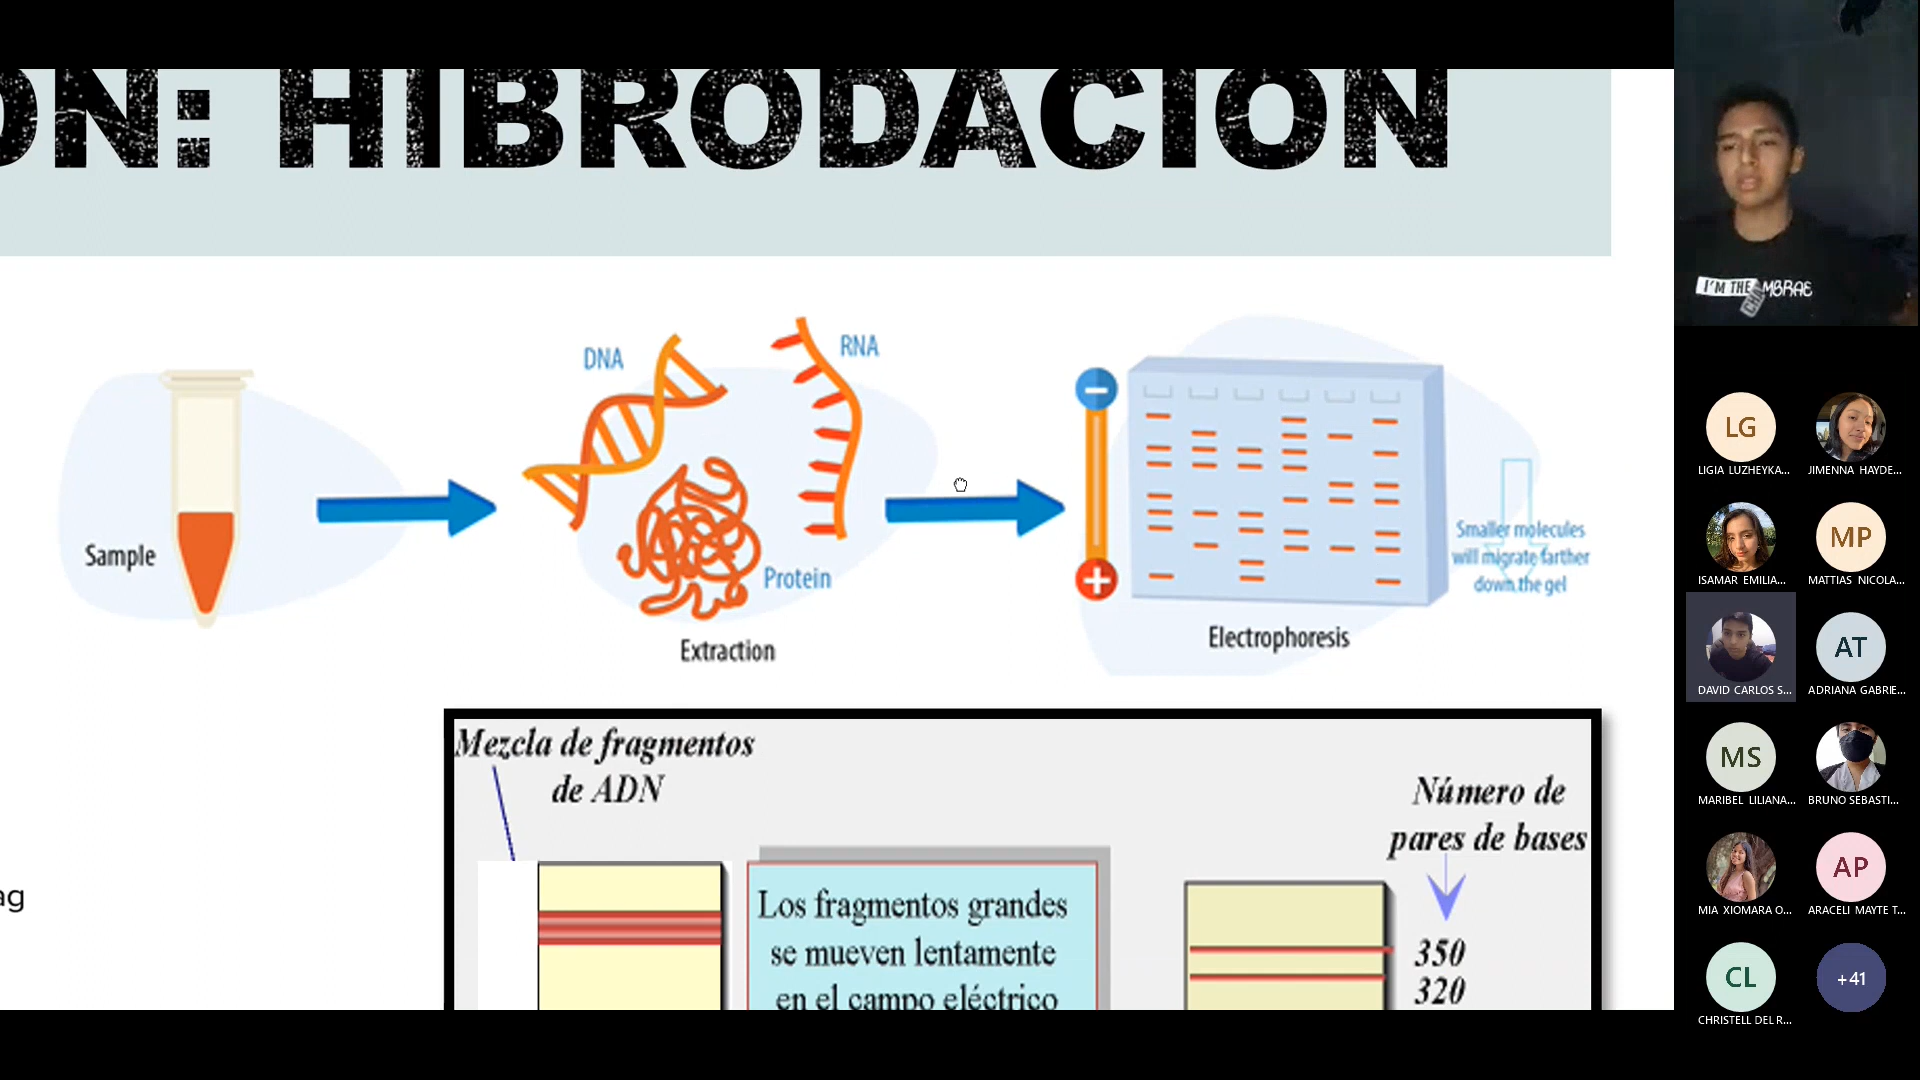 ON: HIBRODACION
DNA
RNA
Sample
Protein
Extraction
Electrophoresis
Smaller molecules
will migrate farther
down the gel
Mezcla de fragmentos
de ADN
Los fragmentos grandes
se mueven lentamente
en el campo eléctrico
Número de
pares de bases
350
320
ag
I'M THE CHAMBRAE
LG
LIGIA LUZHEYKA...
JIMENNA HAYDE...
ISAMAR EMILIA...
MP
MATTIAS NICOLA...
DAVID CARLOS S...
AT
ADRIANA GABRIE...
MS
MARIBEL LILIANA...
BRUNO SEBASTI...
MIA XIOMARA O...
AP
ARACELI MAYTE T...
CL
CHRISTELL DEL R...
+41